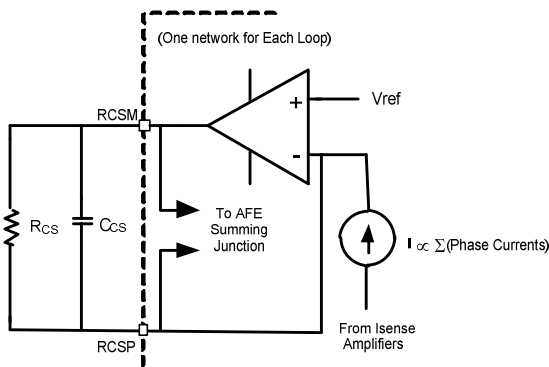 (One network for Each Loop)
RCSM
+
Vref
-
RCS
CCS
To AFE
Summing
Junction
I ∝ Σ(Phase Currents)
RCSP
From Isense
Amplifiers